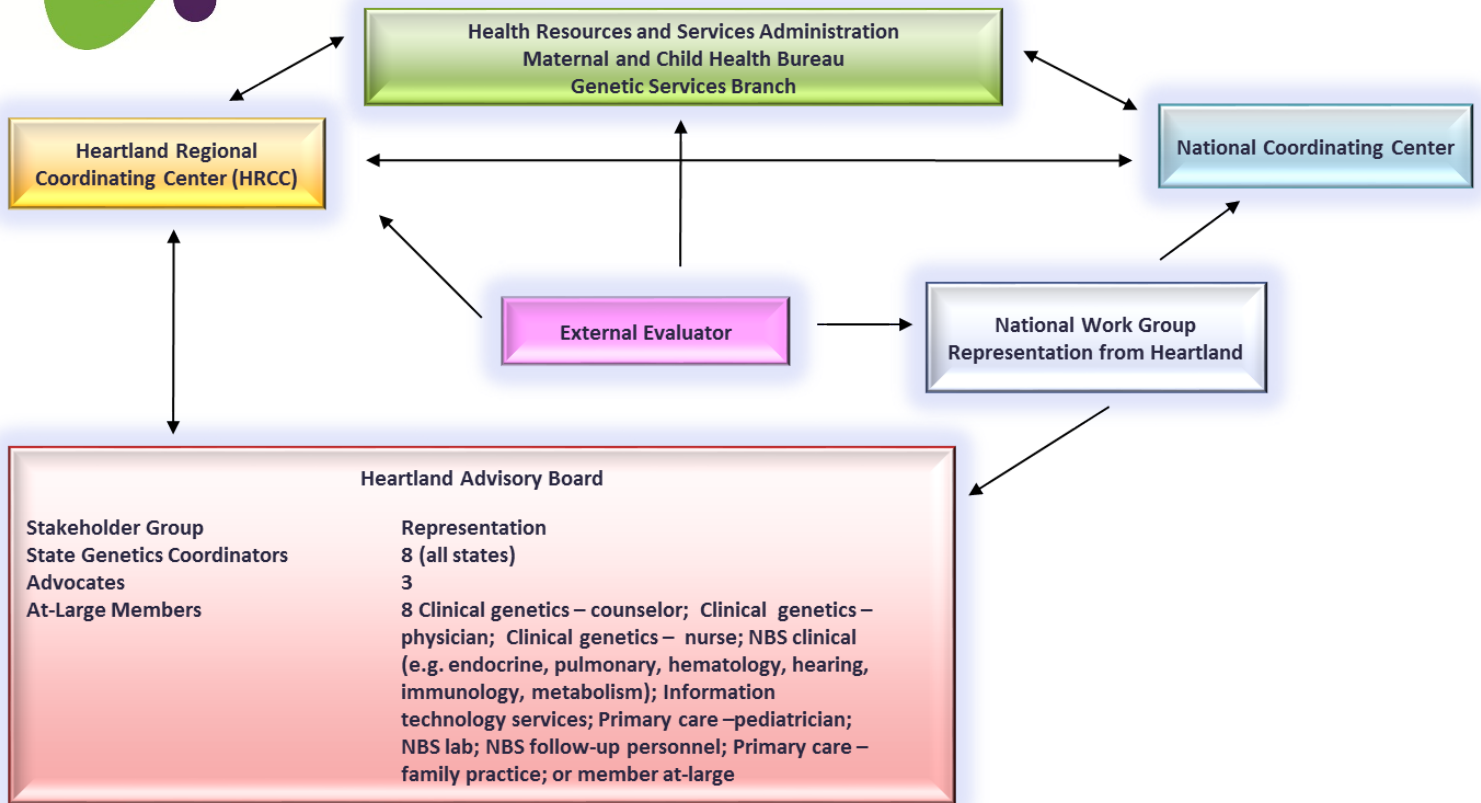 Health Resources and Services Administration
Maternal and Child Health Bureau
Genetic Services Branch
Heartland Regional
Coordinating Center (HRCC)
National Coordinating Center
External Evaluator
National Work Group
Representation from Heartland
Heartland Advisory Board
Stakeholder Group Representation
State Genetics Coordinators 8 (all states)
Advocates 3
At-Large Members 8 Clinical genetics – counselor; Clinical genetics –
physician; Clinical genetics – nurse; NBS clinical
(e.g. endocrine, pulmonary, hematology, hearing,
immunology, metabolism); Information
technology services; Primary care –pediatrician;
NBS lab; NBS follow-up personnel; Primary care –
family practice; or member at-large